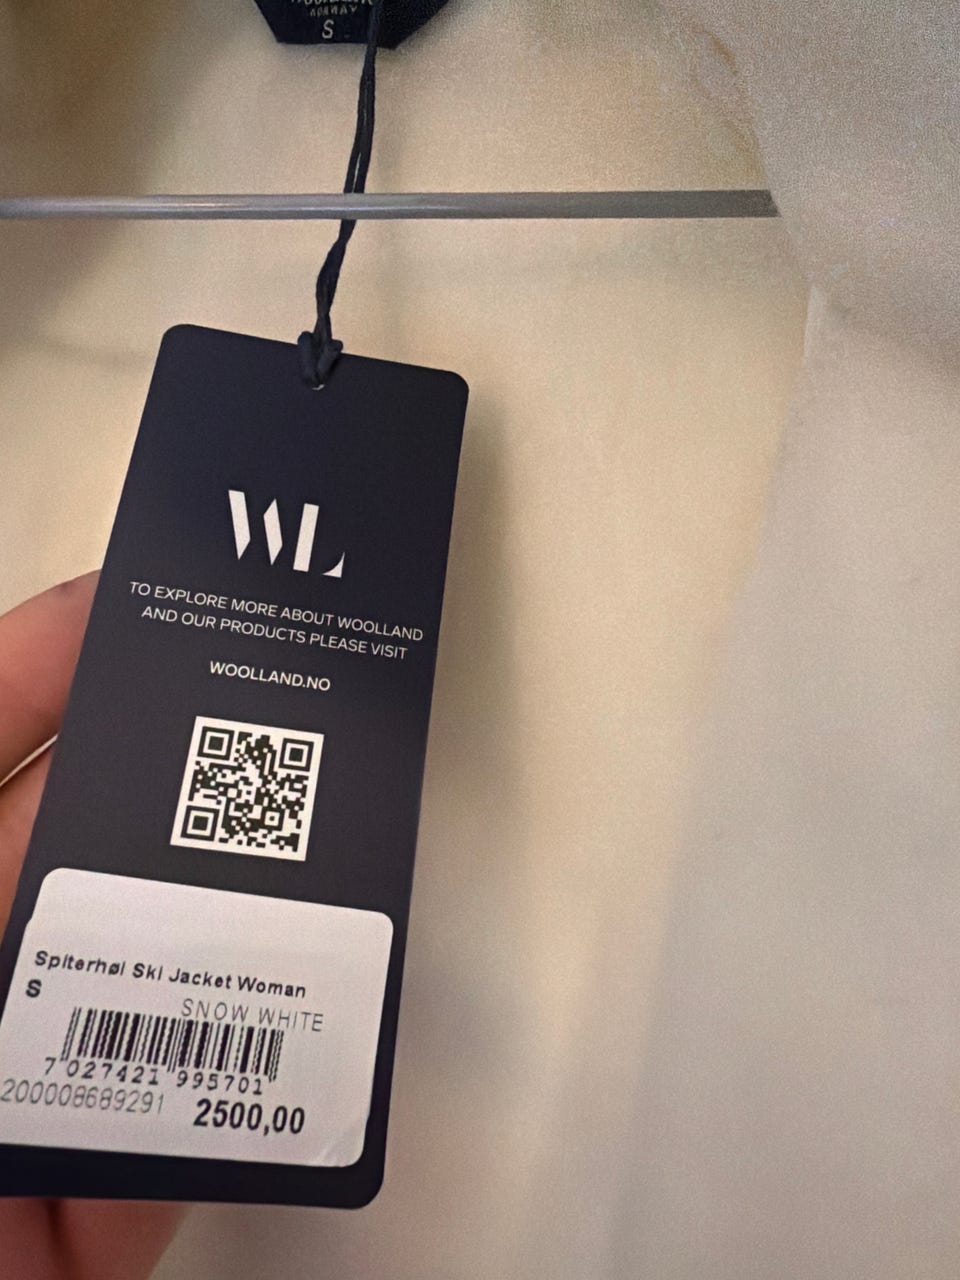 NORWAY
S
WL
TO EXPLORE MORE ABOUT WOOLLAND
AND OUR PRODUCTS PLEASE VISIT
WOOLLAND.NO
Spiterhøi Ski Jacket Woman
S
SNOW WHITE
7 027421 995701
200008689291 2500,00